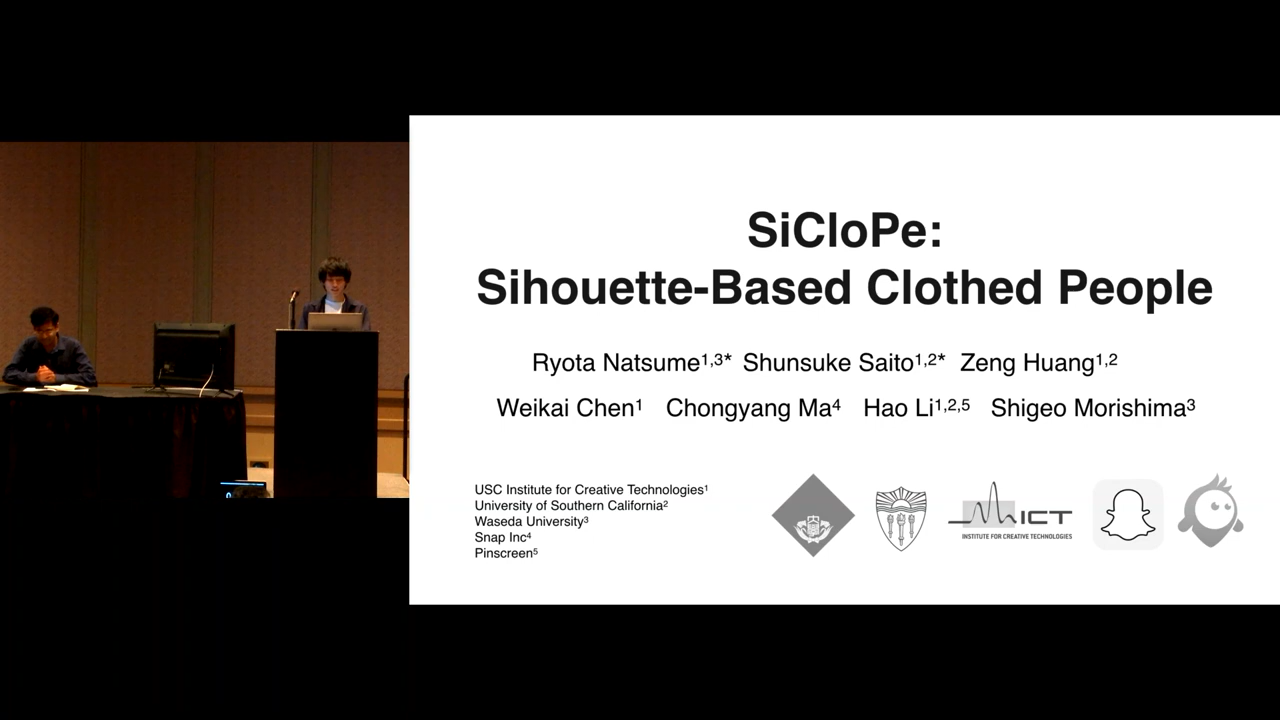 SiCloPe:
Sihouette-Based Clothed People
Ryota Natsume1,3* Shunsuke Saito1,2* Zeng Huang1,2
Weikai Chen1 Chongyang Ma4 Hao Li1,2,5 Shigeo Morishima3
USC Institute for Creative Technologies1
University of Southern California2
Waseda University3
Snap Inc4
Pinscreen5
ICT
INSTITUTE FOR CREATIVE TECHNOLOGIES